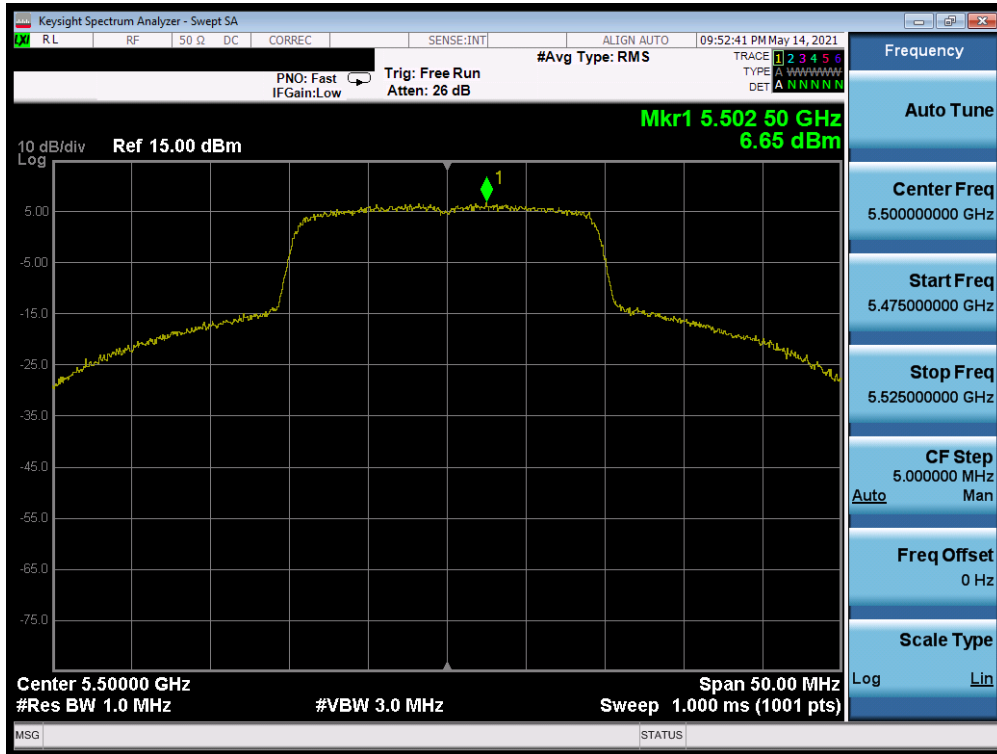 Keysight Spectrum Analyzer - Swept SA
LXI RL RF 50 Ω DC CORREC SENSE:INT ALIGN AUTO 09:52:41 PM May 14, 2021
#Avg Type: RMS
TRACE 1 2 3 4 5 6
TYPE A WWWWW
DET A N N N N N
PNO: Fast
IFGain:Low
Trig: Free Run
Atten: 26 dB
Mkr1 5.502 50 GHz
6.65 dBm
10 dB/div Ref 15.00 dBm
Log
1
5.00
-5.00
-15.0
-25.0
-35.0
-45.0
-55.0
-65.0
-75.0
Center 5.50000 GHz Span 50.00 MHz
#Res BW 1.0 MHz #VBW 3.0 MHz Sweep 1.000 ms (1001 pts)
MSG STATUS
Frequency
Auto Tune
Center Freq
5.500000000 GHz
Start Freq
5.475000000 GHz
Stop Freq
5.525000000 GHz
CF Step
5.000000 MHz
Auto Man
Freq Offset
0 Hz
Scale Type
Log Lin